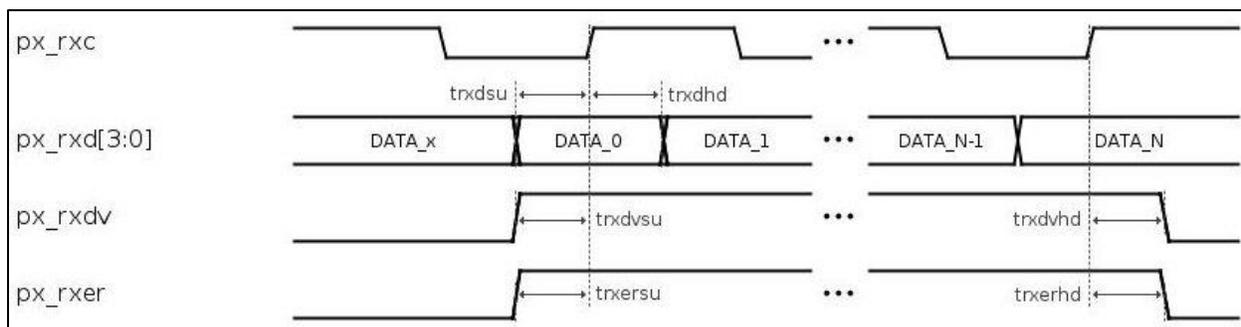 px_rxc
trxdsu trxdhd
px_rxd[3:0] DATA_x DATA_0 DATA_1 DATA_N-1 DATA_N
px_rxdv trxdvsu trxdvhd
px_rxer trxersu trxerhd